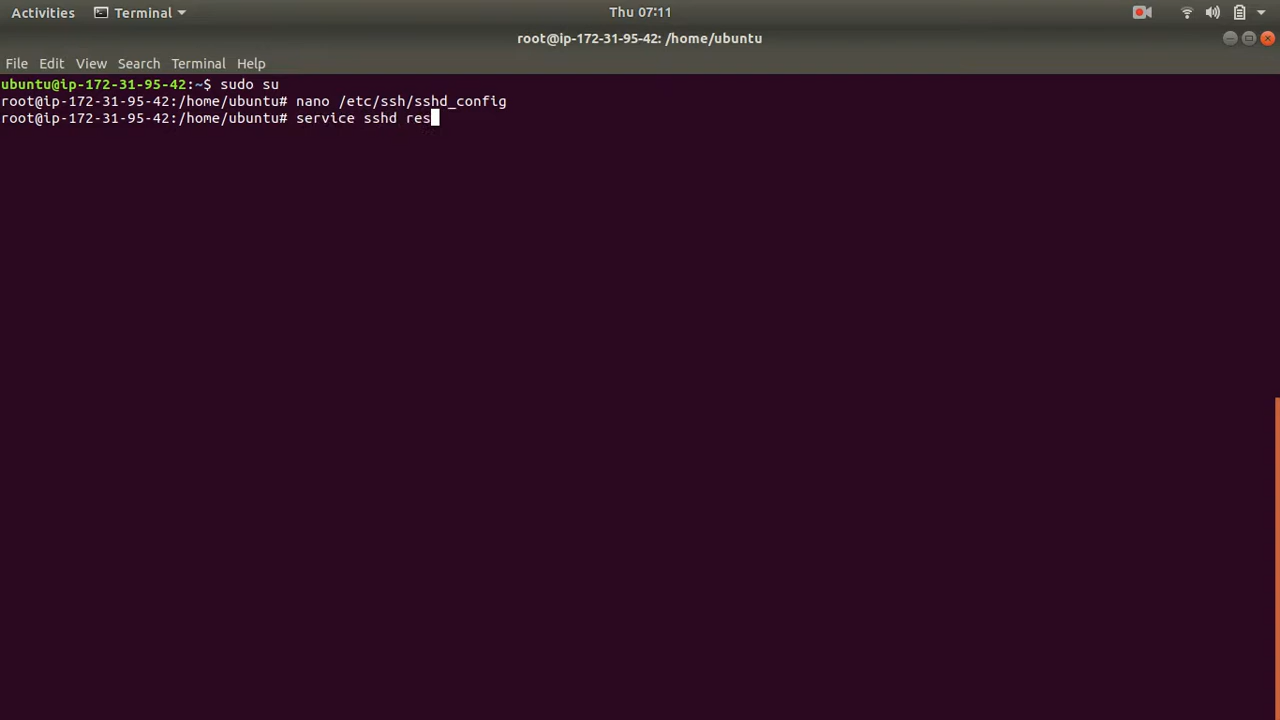 Activities Terminal Thu 07:11
root@ip-172-31-95-42: /home/ubuntu
File Edit View Search Terminal Help
ubuntu@ip-172-31-95-42:~$ sudo su
root@ip-172-31-95-42:/home/ubuntu# nano /etc/ssh/sshd_config
root@ip-172-31-95-42:/home/ubuntu# service sshd res